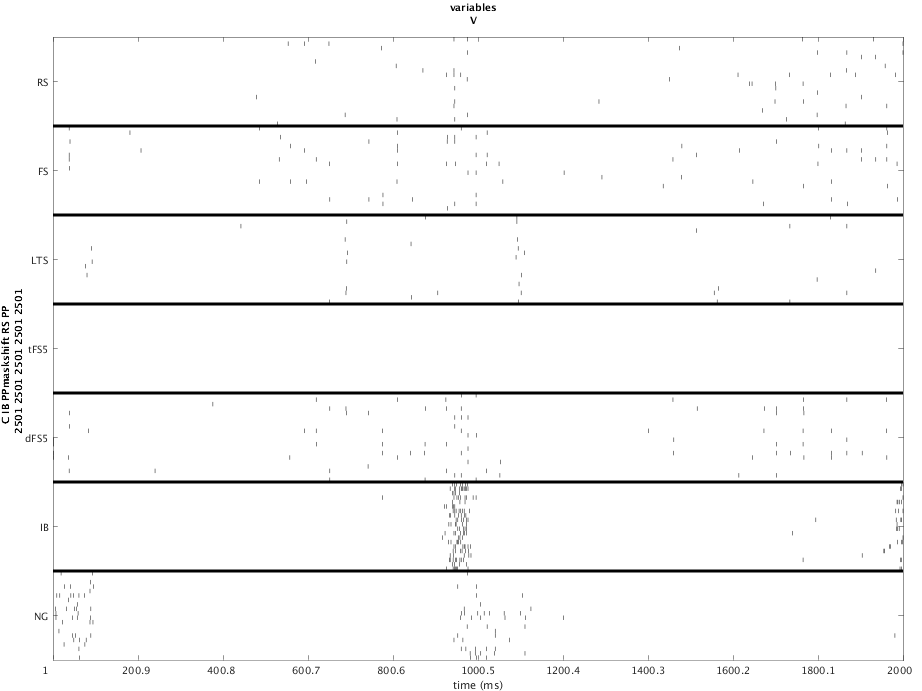 variables
V
RS
FS
LTS
tFS5
dFS5
IB
NG
C IB PPmaskshift RS PP
2501 2501 2501 2501 2501
1
200.9
400.8
600.7
800.6
1000.5
1200.4
1400.3
1600.2
1800.1
2000
time (ms)